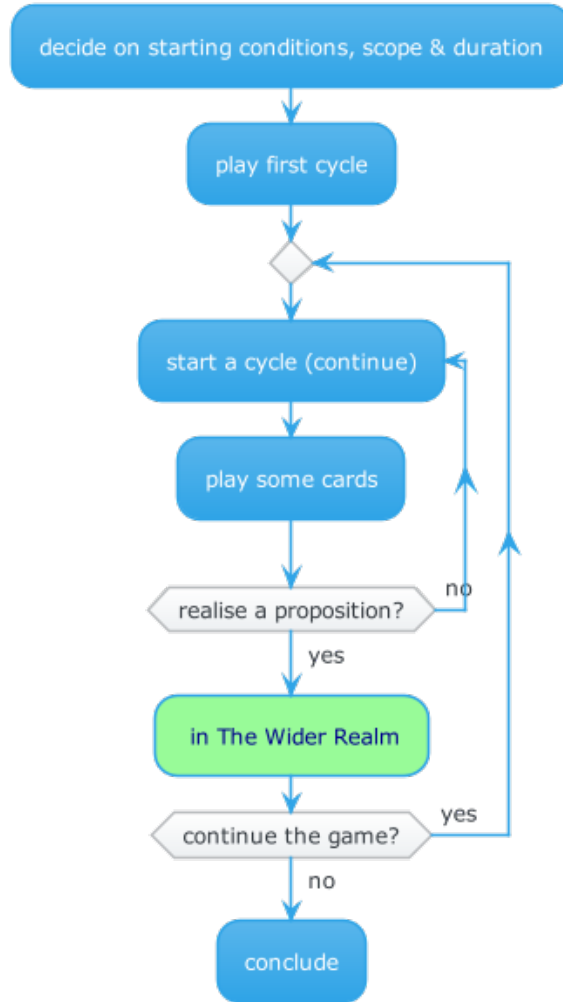 decide on starting conditions, scope & duration
play first cycle
start a cycle (continue)
play some cards
no
realise a proposition?
yes
in The Wider Realm
yes
continue the game?
no
conclude